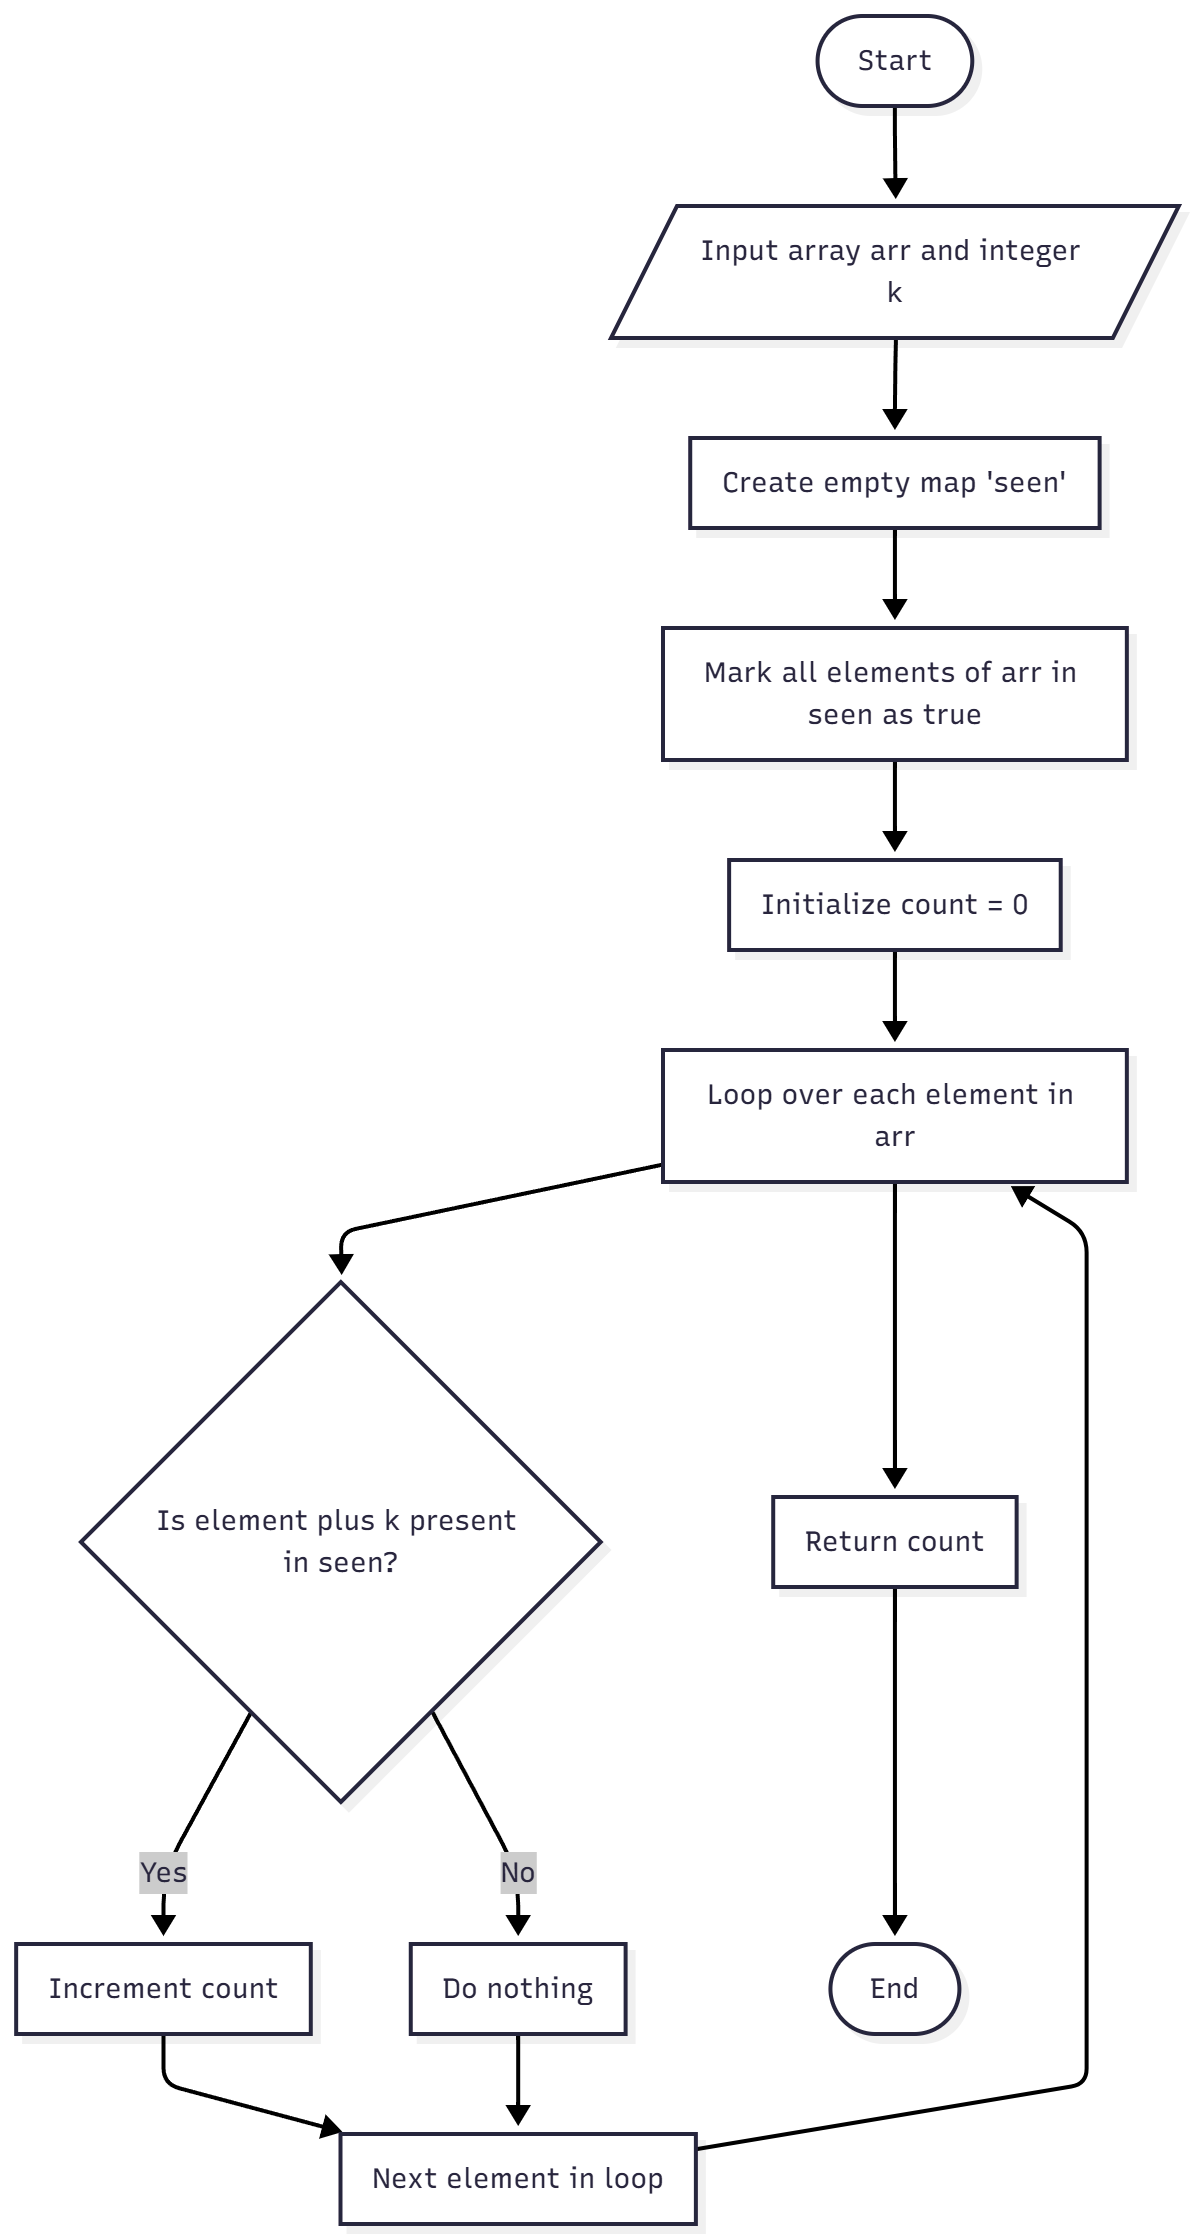 Start
Input array arr and integer
k
Create empty map 'seen'
Mark all elements of arr in
seen as true
Initialize count = 0
Loop over each element in
arr
Is element plus k present
in seen?
Return count
Yes
No
Increment count
Do nothing
End
Next element in loop